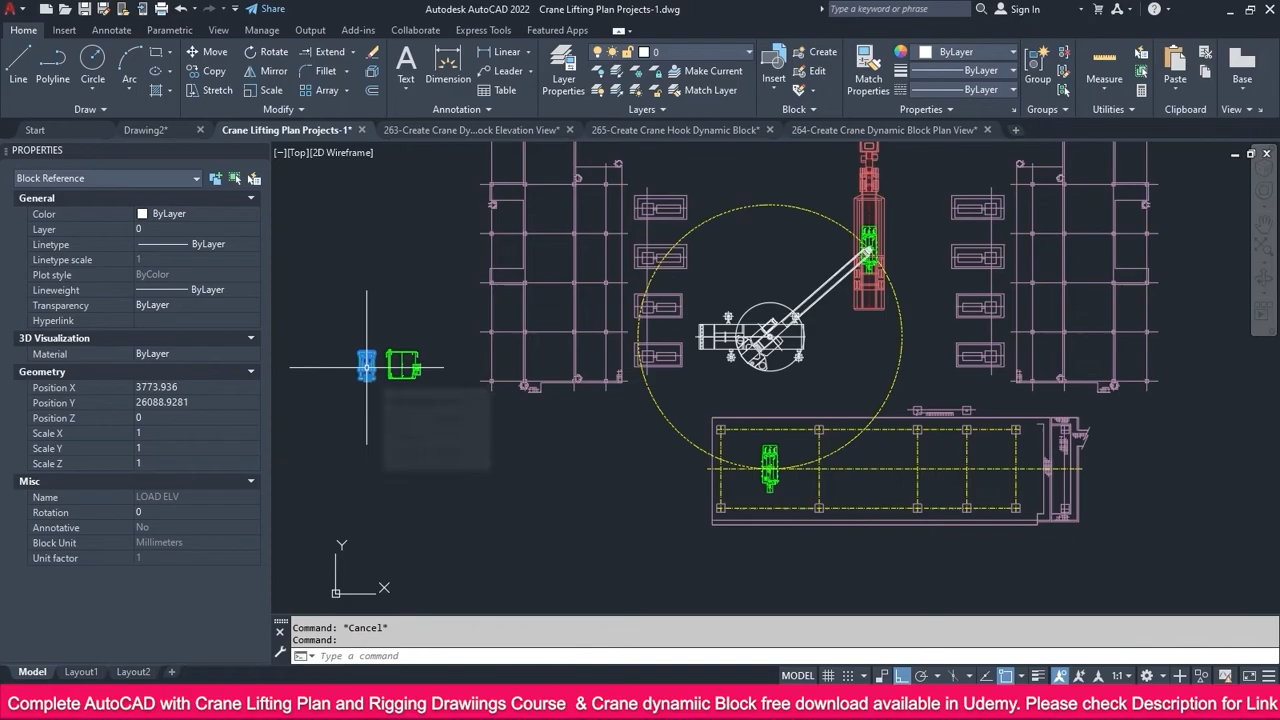 Share
Autodesk AutoCAD 2022 Crane Lifting Plan Projects-1.dwg
Type a keyword or phrase
Sign In
Home Insert Annotate Parametric View Manage Output Add-ins Collaborate Express Tools Featured Apps
Line Polyline Circle Arc
Move Rotate Extend
Copy Mirror Fillet
Stretch Scale Array
Text Dimension
Linear
Leader
Table
Layer Properties
0
Make Current
Match Layer
Insert
Create
Edit
Match Properties
ByLayer
ByLayer
ByLayer
Group
Measure
Paste
Base
Draw Modify Annotation Layers Block Properties Groups Utilities Clipboard View
Start Drawing2* Crane Lifting Plan Projects-1* 263-Create Crane Dy...ock Elevation View* 265-Create Crane Hook Dynamic Block* 264-Create Crane Dynamic Block Plan View*
PROPERTIES
[−][Top][2D Wireframe]
Block Reference
General
Color ByLayer
Layer 0
Linetype ByLayer
Linetype scale 1
Plot style ByColor
Lineweight ByLayer
Transparency ByLayer
Hyperlink
3D Visualization
Material ByLayer
Geometry
Position X 3773.936
Position Y 26088.9281
Position Z 0
Scale X 1
Scale Y 1
Scale Z 1
Misc
Name LOAD ELV
Rotation 0
Annotative No
Block Unit Millimeters
Unit factor 1
Y
X
Command: *Cancel*
Command:
Type a command
Model Layout1 Layout2
MODEL
1:1
Complete AutoCAD with Crane Lifting Plan and Rigging Drawiings Course & Crane dynamiic Block free download available in Udemy. Please check Description for Link